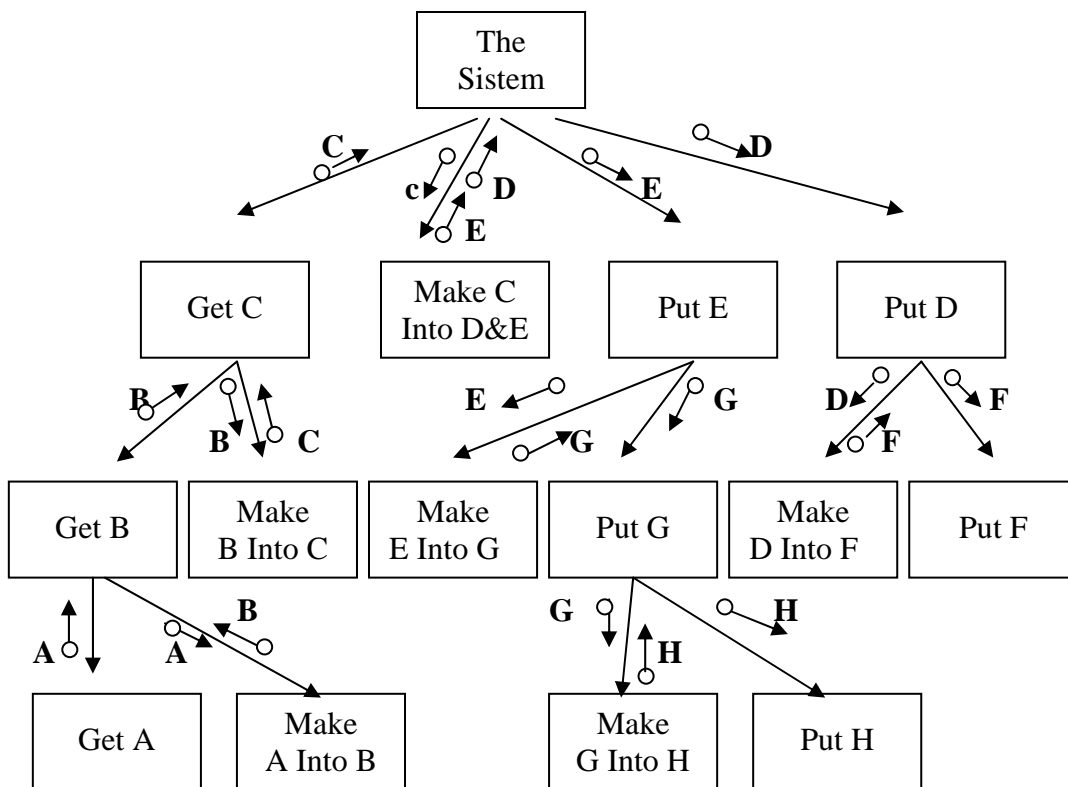 The
Sistem
C
D
c
D
E
E
Get C
Make C
Into D&E
Put E
Put D
B
B
C
E
G
G
D
F
F
Get B
Make
B Into C
Make
E Into G
Put G
Make
D Into F
Put F
A
A
B
G
H
H
Get A
Make
A Into B
Make
G Into H
Put H